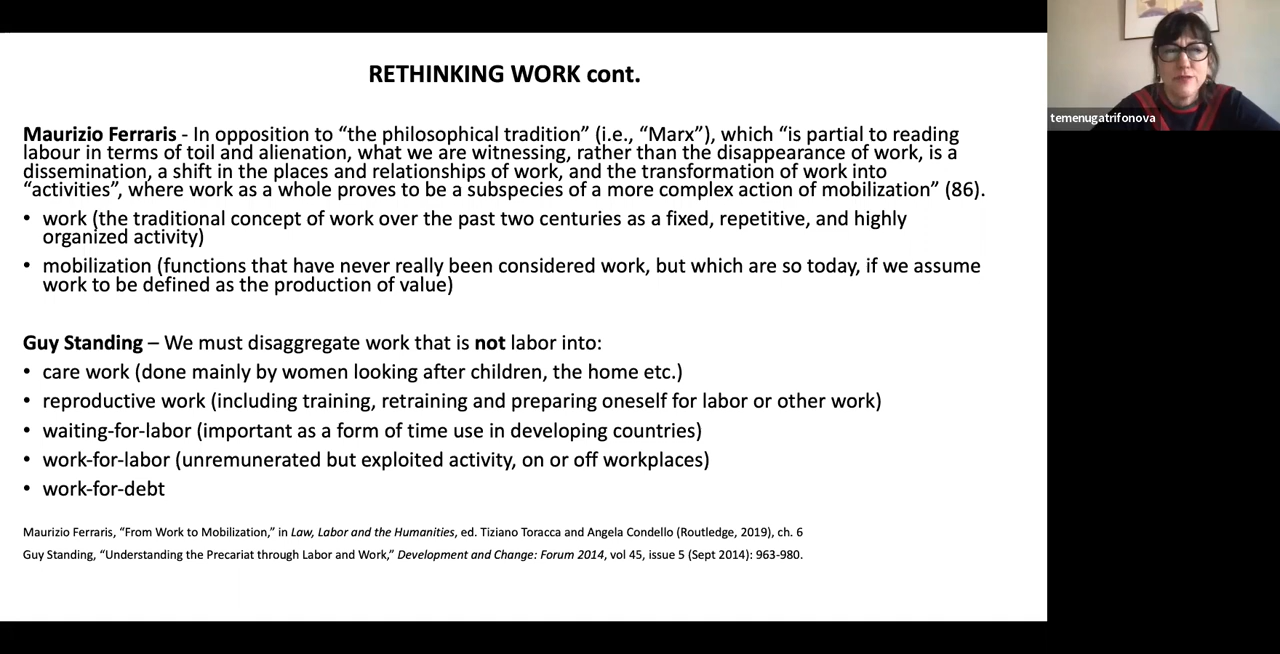 RETHINKING WORK cont.
temenugatrifonova
Maurizio Ferraris - In opposition to “the philosophical tradition” (i.e., “Marx”), which “is partial to reading
labour in terms of toil and alienation, what we are witnessing, rather than the disappearance of work, is a
dissemination, a shift in the places and relationships of work, and the transformation of work into
“activities”, where work as a whole proves to be a subspecies of a more complex action of mobilization” (86).
• work (the traditional concept of work over the past two centuries as a fixed, repetitive, and highly
organized activity)
• mobilization (functions that have never really been considered work, but which are so today, if we assume
work to be defined as the production of value)
Guy Standing – We must disaggregate work that is not labor into:
• care work (done mainly by women looking after children, the home etc.)
• reproductive work (including training, retraining and preparing oneself for labor or other work)
• waiting-for-labor (important as a form of time use in developing countries)
• work-for-labor (unremunerated but exploited activity, on or off workplaces)
• work-for-debt
Maurizio Ferraris, “From Work to Mobilization,” in Law, Labor and the Humanities, ed. Tiziano Toracca and Angela Condello (Routledge, 2019), ch. 6
Guy Standing, “Understanding the Precariat through Labor and Work,” Development and Change: Forum 2014, vol 45, issue 5 (Sept 2014): 963-980.